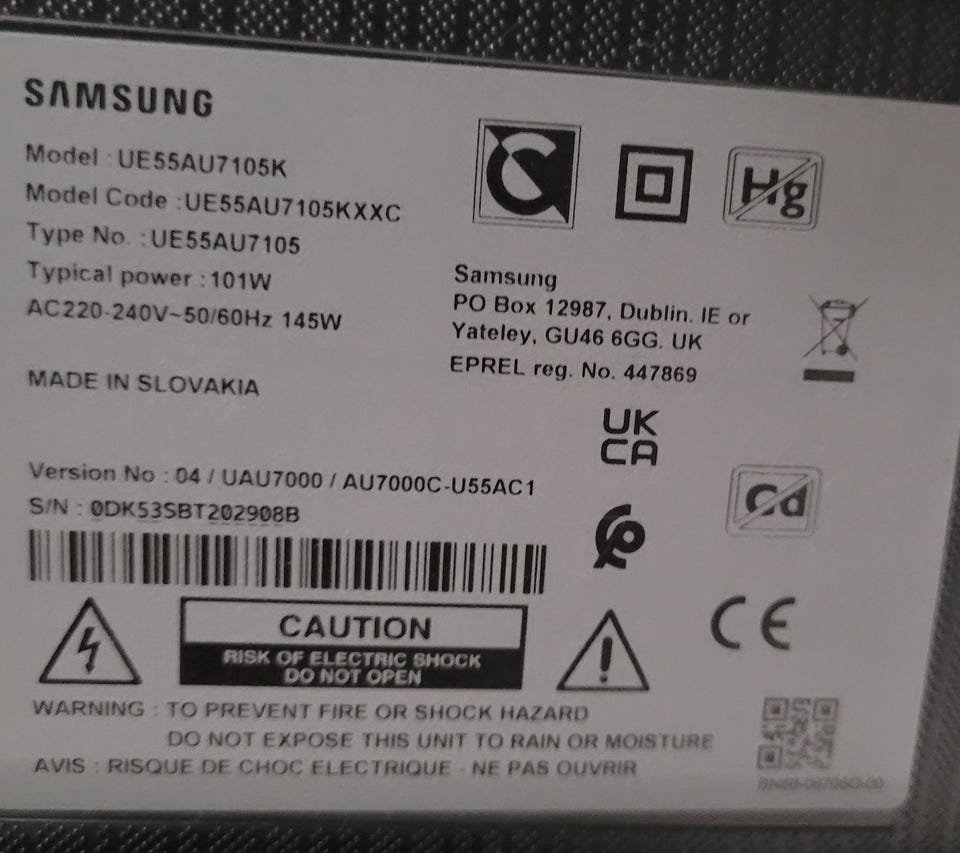 SAMSUNG
Model : UE55AU7105K
Model Code :UE55AU7105KXXC
Type No. :UE55AU7105
Typical power :101W
AC220-240V~50/60Hz 145W
MADE IN SLOVAKIA
Hg
Samsung
PO Box 12987, Dublin. IE or
Yateley, GU46 6GG. UK
EPREL reg. No. 447869
UK
CA
Version No : 04 / UAU7000 / AU7000C-U55AC1
S/N : 0DK53SBT202908B
Cd
CE
CAUTION
RISK OF ELECTRIC SHOCK
DO NOT OPEN
WARNING : TO PREVENT FIRE OR SHOCK HAZARD
DO NOT EXPOSE THIS UNIT TO RAIN OR MOISTURE
AVIS : RISQUE DE CHOC ELECTRIQUE - NE PAS OUVRIR